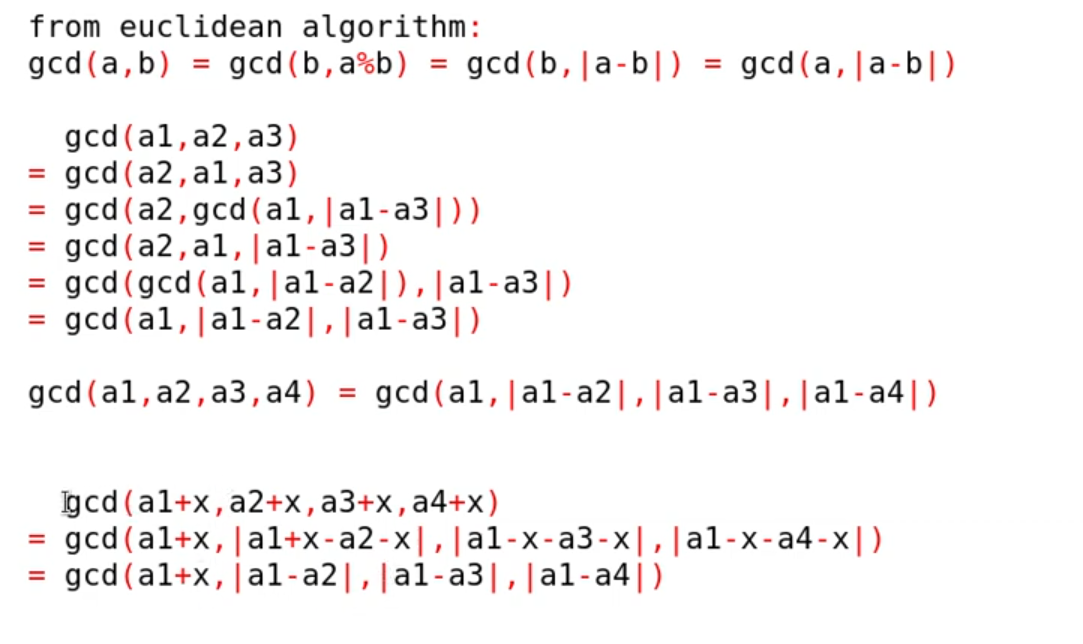 from euclidean algorithm:
gcd(a,b) = gcd(b,a%b) = gcd(b,|a-b|) = gcd(a,|a-b|)
gcd(a1,a2,a3)
= gcd(a2,a1,a3)
= gcd(a2,gcd(a1,|a1-a3|))
= gcd(a2,a1,|a1-a3|)
= gcd(gcd(a1,|a1-a2|),|a1-a3|)
= gcd(a1,|a1-a2|,|a1-a3|)
gcd(a1,a2,a3,a4) = gcd(a1,|a1-a2|,|a1-a3|,|a1-a4|)
gcd(a1+x,a2+x,a3+x,a4+x)
= gcd(a1+x,|a1+x-a2-x|,|a1-x-a3-x|,|a1-x-a4-x|)
= gcd(a1+x,|a1-a2|,|a1-a3|,|a1-a4|)